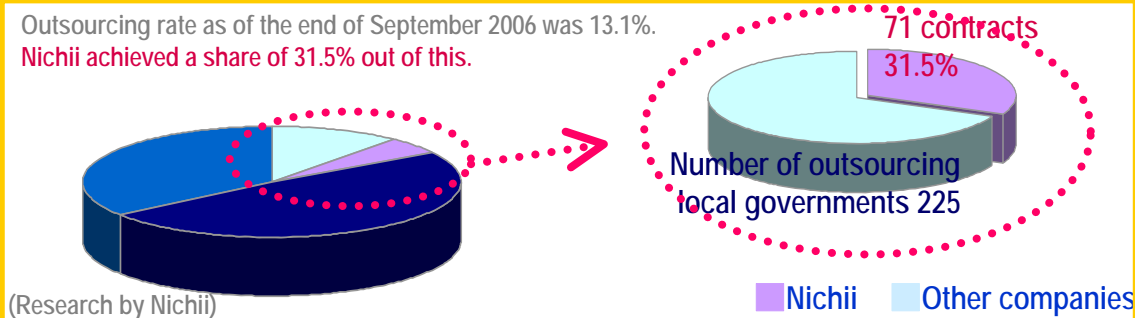 Outsourcing rate as of the end of September 2006 was 13.1%.
Nichii achieved a share of 31.5% out of this.
71 contracts
31.5%
Number of outsourcing
local governments 225
(Research by Nichii)
Nichii
Other companies